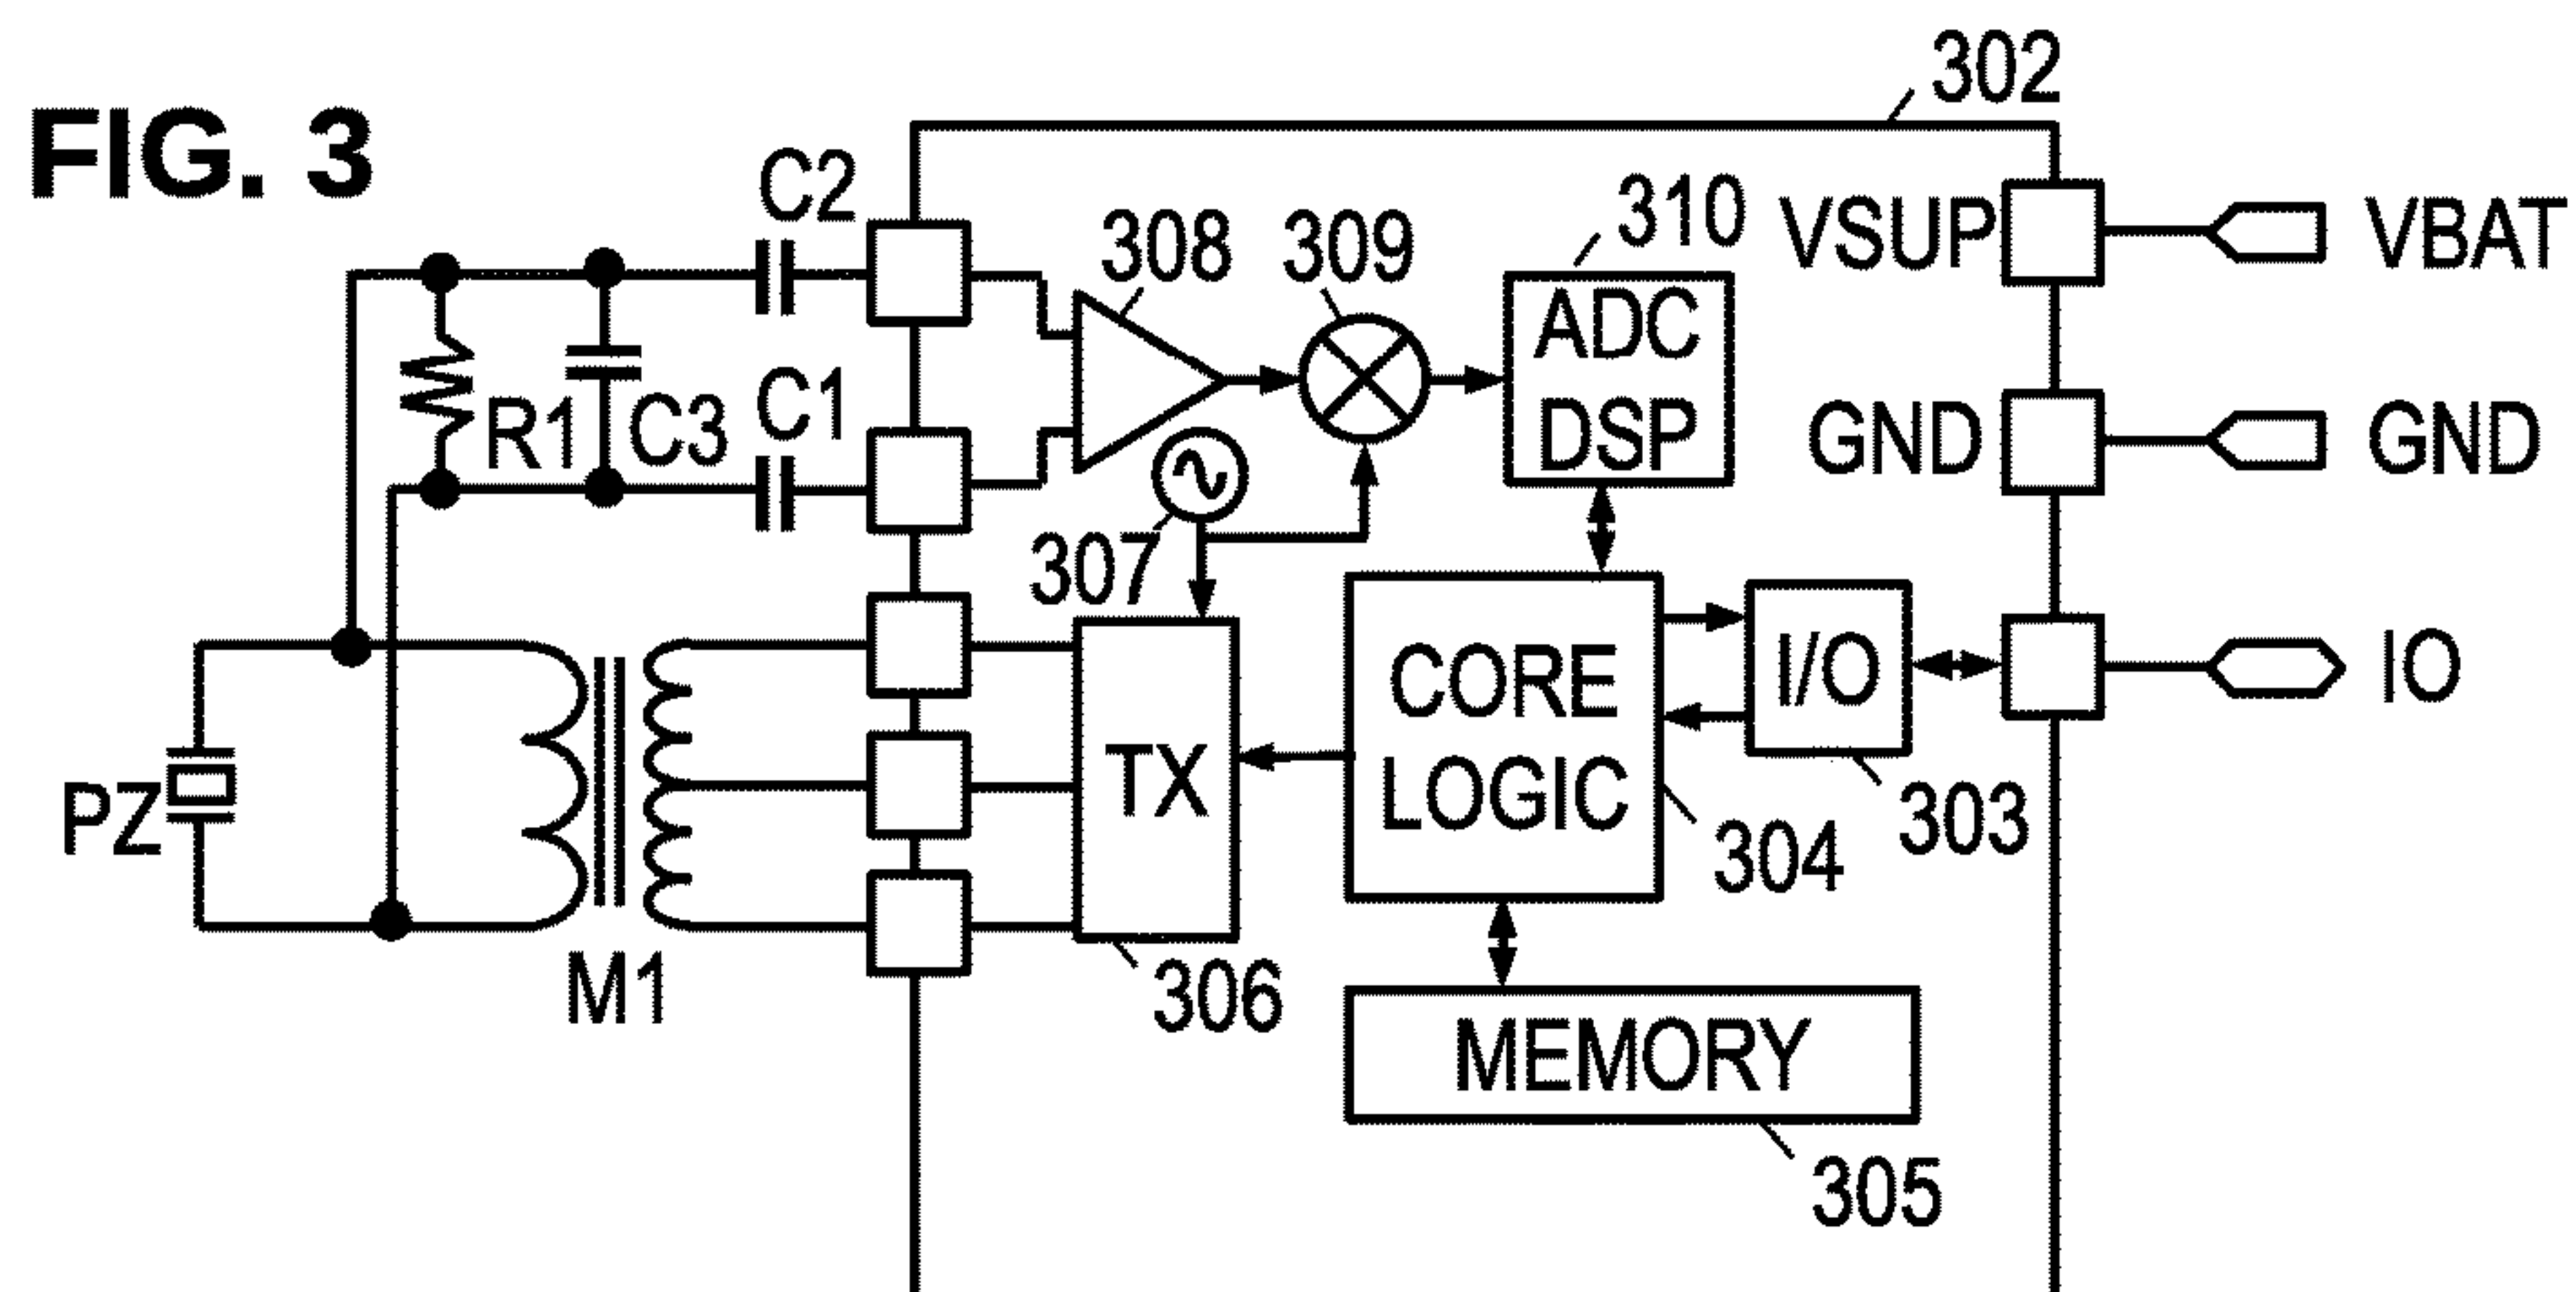 FIG. 3
302
C2
308
309
310
VSUP
VBAT
ADC
DSP
R1
C3
C1
GND
GND
307
CORE
LOGIC
I/O
IO
TX
PZ
304
303
M1
306
MEMORY
305